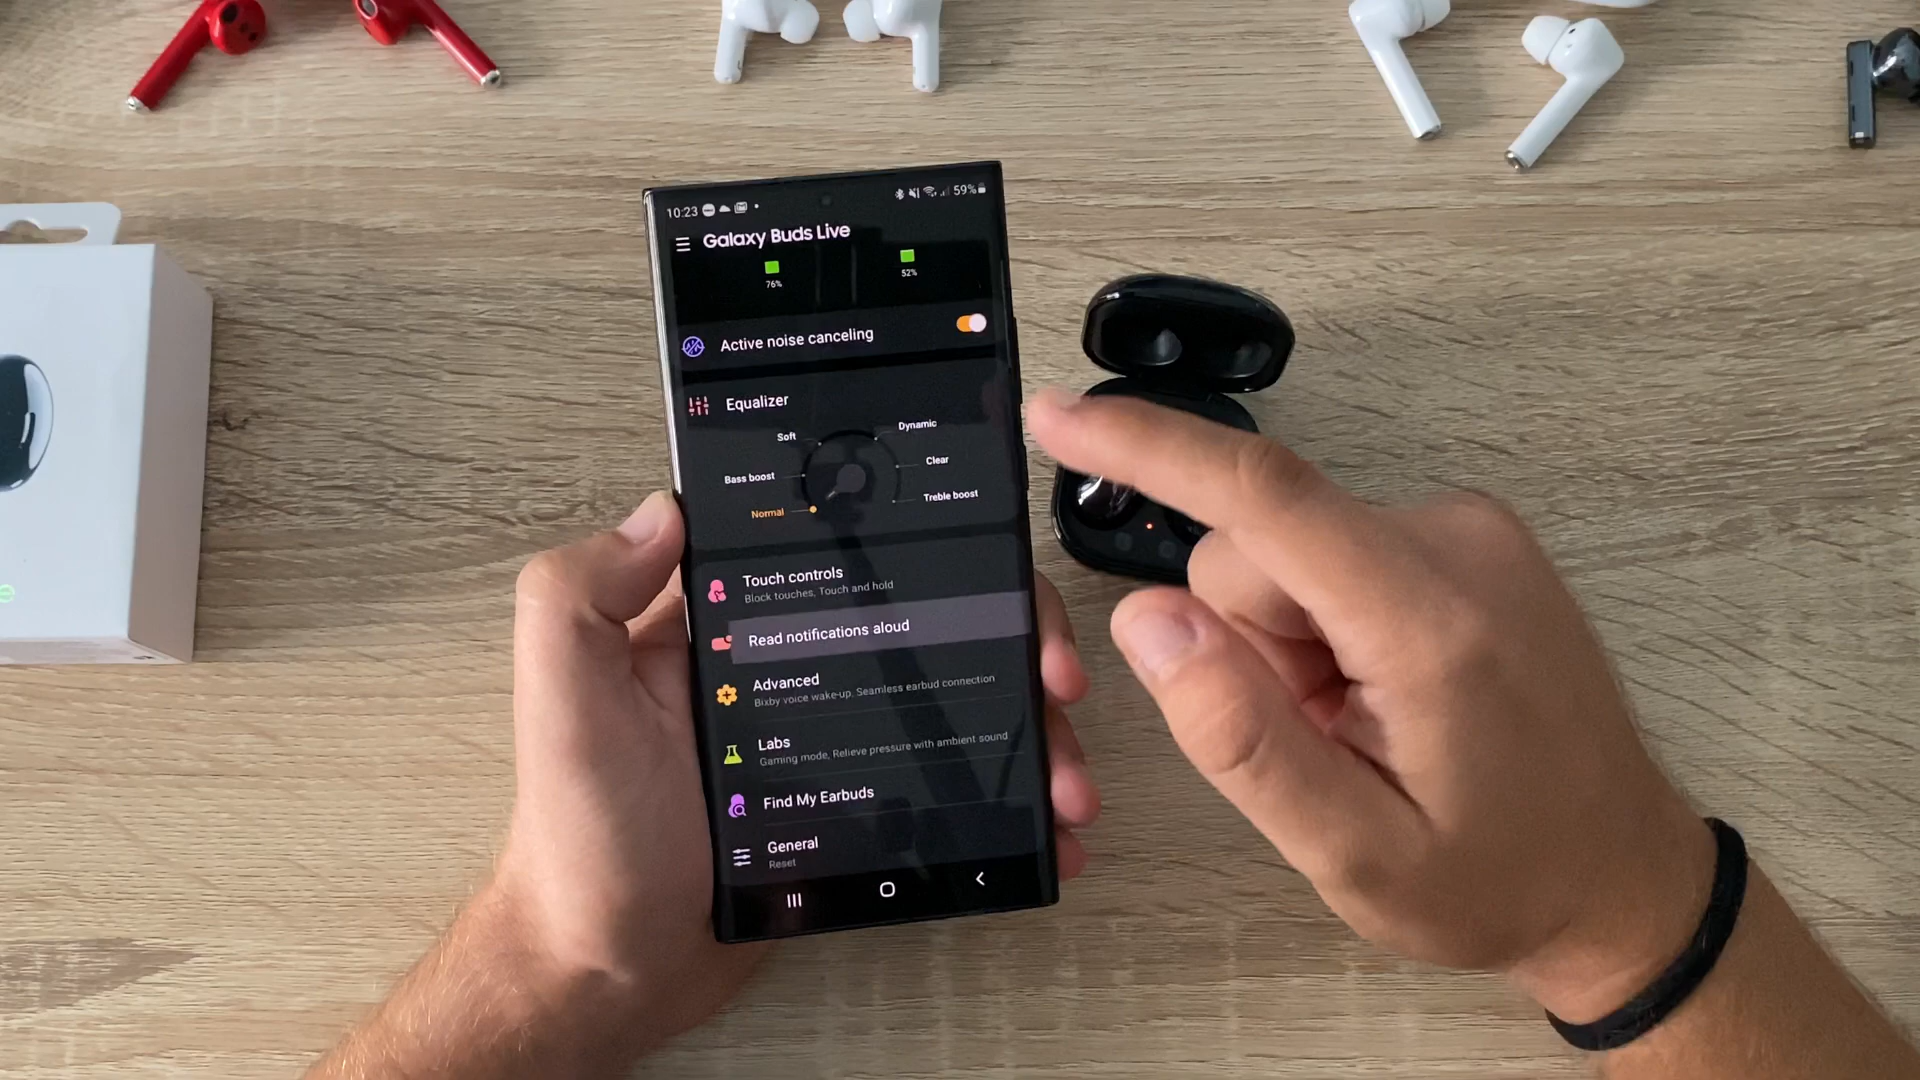 10:23
59%
Galaxy Buds Live
76%
52%
Active noise canceling
Equalizer
Soft
Dynamic
Bass boost
Clear
Normal
Treble boost
Touch controls
Block touches, Touch and hold
Read notifications aloud
Advanced
Bixby voice wake-up, Seamless earbud connection
Labs
Gaming mode, Relieve pressure with ambient sound
Find My Earbuds
General
Reset